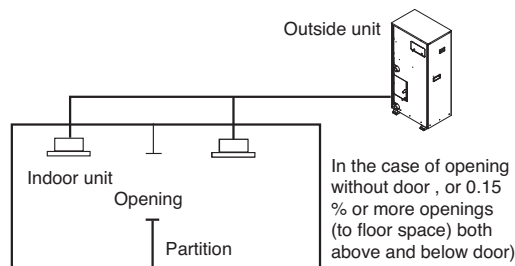 Outside unit
Indoor unit
Opening
Partition
In the case of opening
without door , or 0.15
% or more openings
(to floor space) both
above and below door)